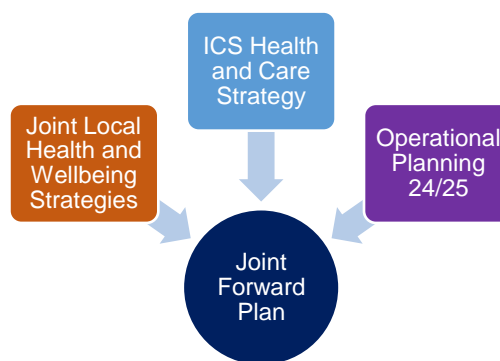 ICS Health
and Care
Strategy
Joint Local
Health and
Wellbeing
Strategies
Operational
Planning
24/25
Joint
Forward
Plan